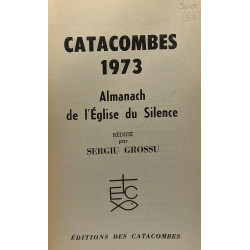 CATACOMBES
1973
Almanach
de l'Église du Silence
RÉDIGÉ
par
SERGIU GROSSU
ÉDITIONS DES CATACOMBES